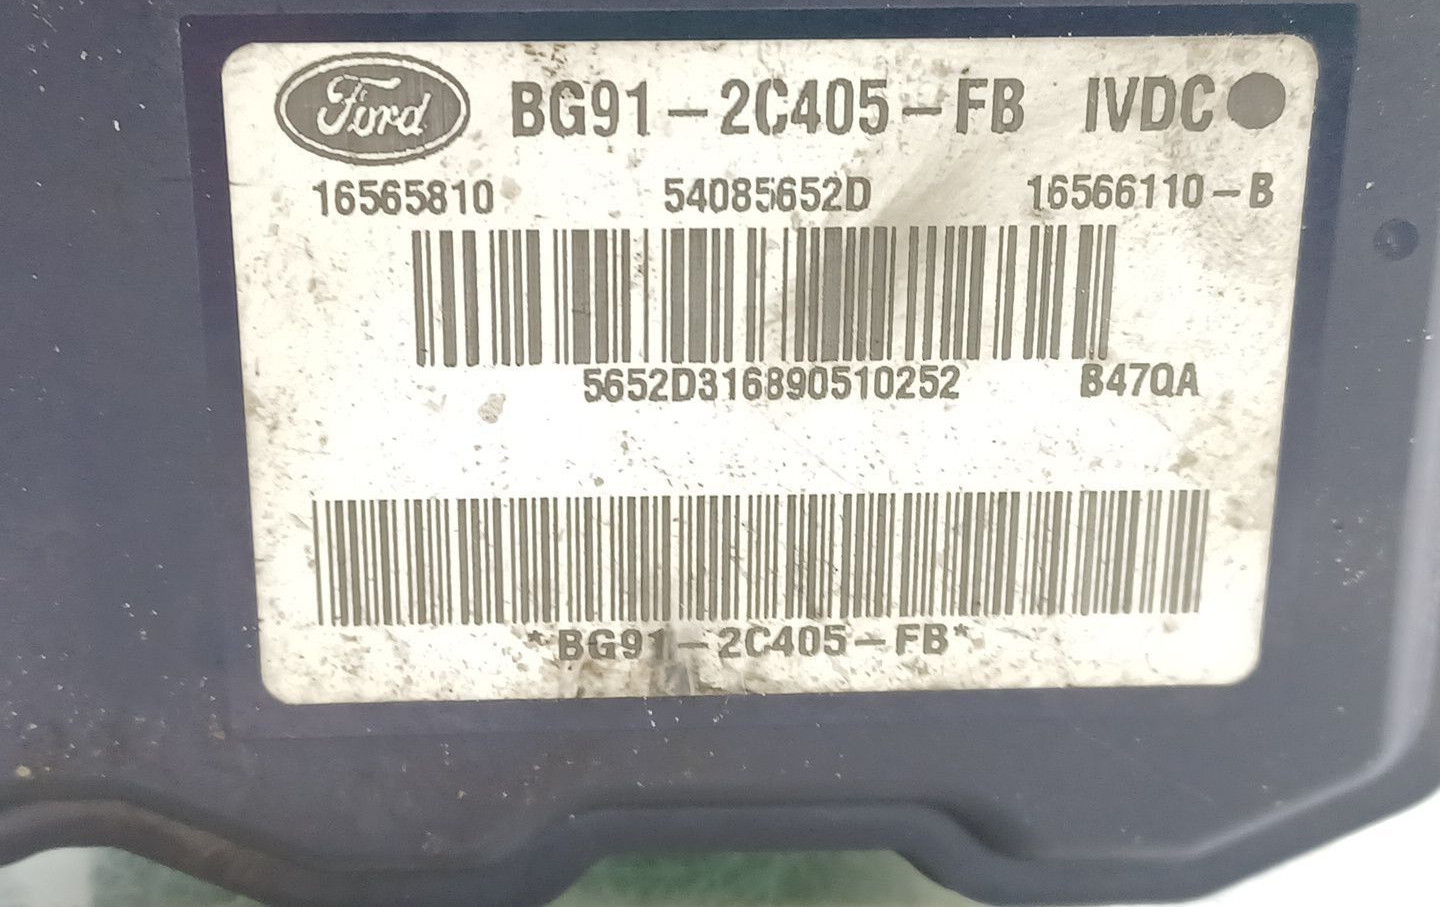 Ford BG91-2C405-FB IVDC
16565810 54085652D 16566110-B
5652D316890510252 B47QA
*BG91-2C405-FB*